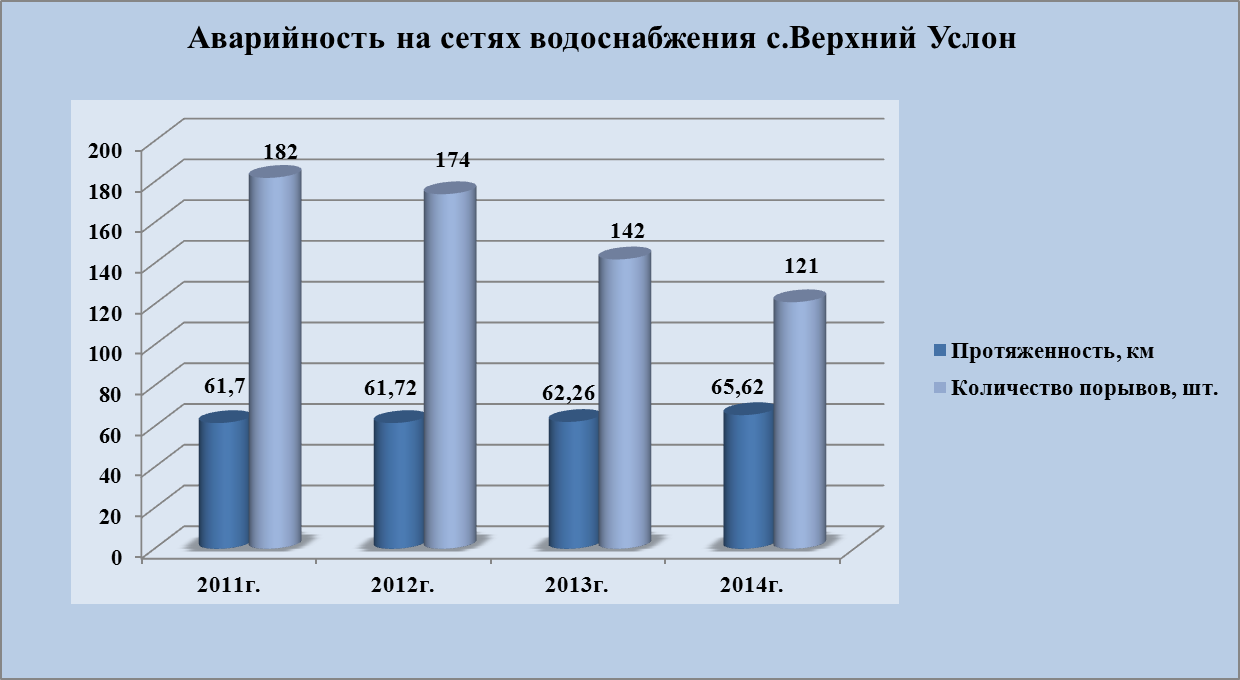 Аварийность на сетях водоснабжения с.Верхний Услон
200
180
160
140
120
100
80
60
40
20
0
182
174
142
121
61,7
61,72
62,26
65,62
2011г.
2012г.
2013г.
2014г.
Протяженность, км
Количество порывов, шт.